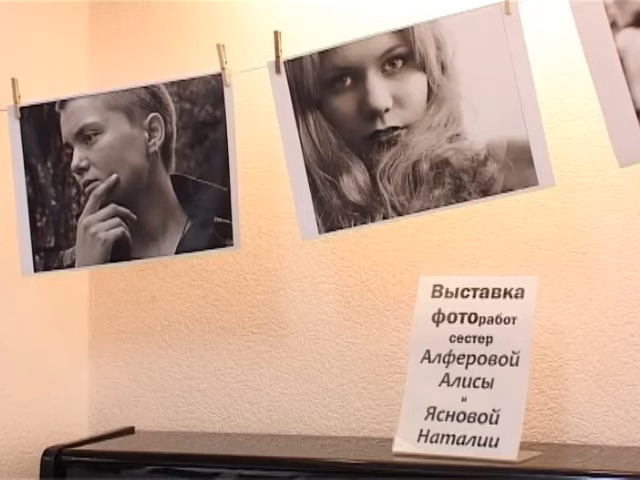 Выставка
фоторабот
сестер
Алферовой
Алисы
и
Ясновой
Наталии